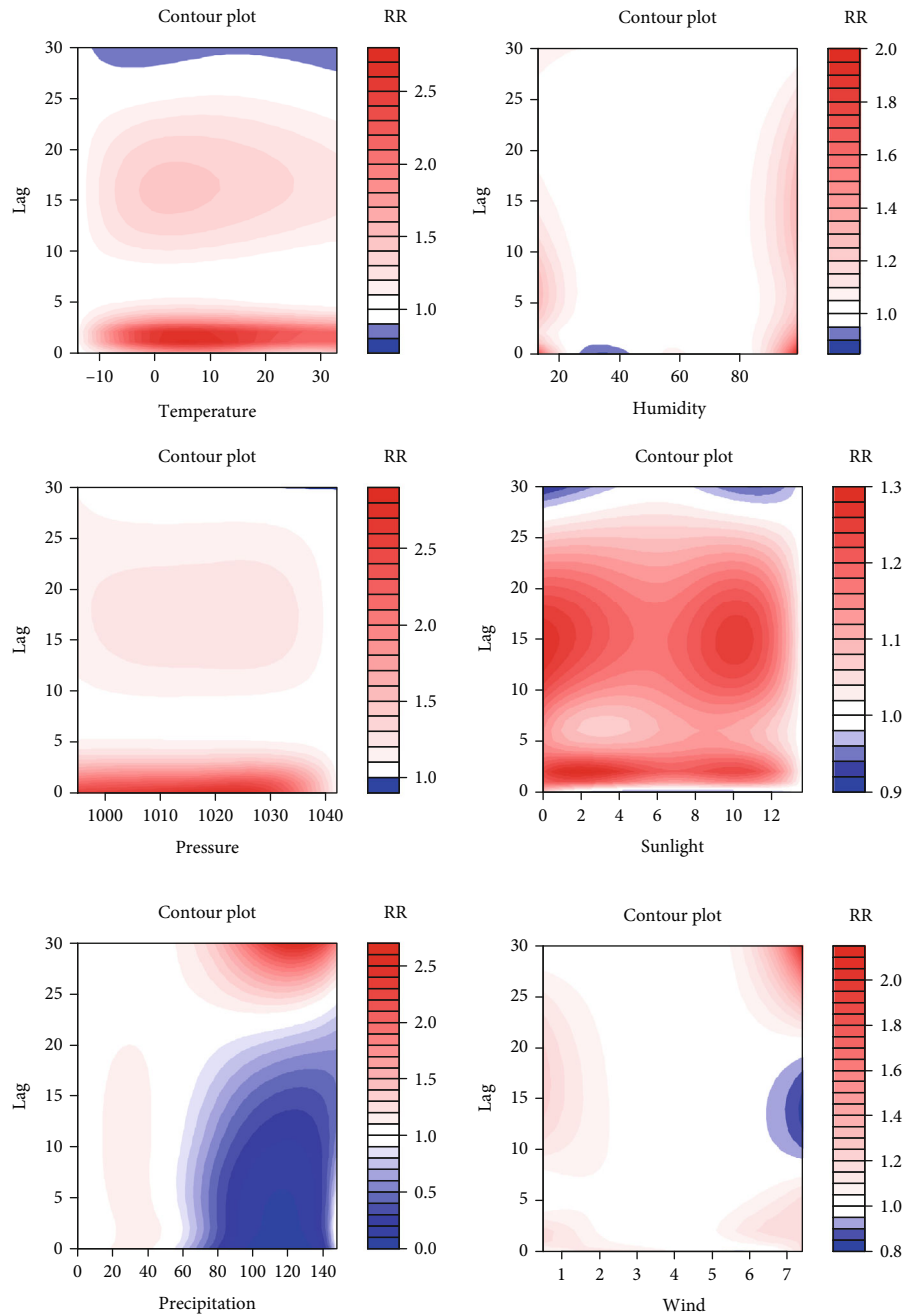 Contour plot
RR
30
25
20
15
10
5
0
Lag
−10 0 10 20 30
Temperature
2.5
2.0
1.5
1.0
Contour plot
RR
30
25
20
15
10
5
0
Lag
20 40 60 80
Humidity
2.0
1.8
1.6
1.4
1.2
1.0
Contour plot
RR
30
25
20
15
10
5
0
Lag
1000 1010 1020 1030 1040
Pressure
2.5
2.0
1.5
1.0
Contour plot
RR
30
25
20
15
10
5
0
Lag
0 2 4 6 8 10 12
Sunlight
1.3
1.2
1.1
1.0
0.9
Contour plot
RR
30
25
20
15
10
5
0
Lag
0 20 40 60 80 100 120 140
Precipitation
2.5
2.0
1.5
1.0
0.5
0.0
Contour plot
RR
30
25
20
15
10
5
0
Lag
1 2 3 4 5 6 7
Wind
2.0
1.8
1.6
1.4
1.2
1.0
0.8